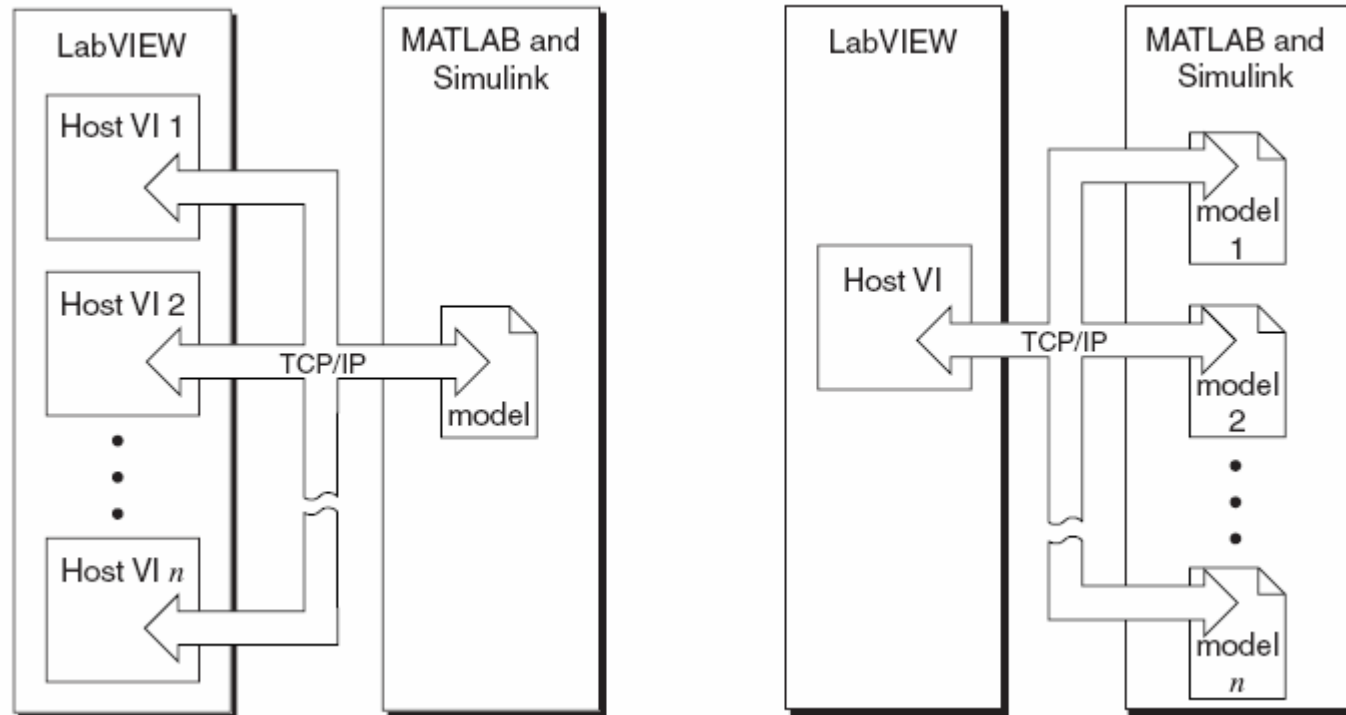 LabVIEW
Host VI 1
Host VI 2
Host VI n
TCP/IP
MATLAB and
Simulink
model
LabVIEW
Host VI
TCP/IP
MATLAB and
Simulink
model
1
model
2
model
n